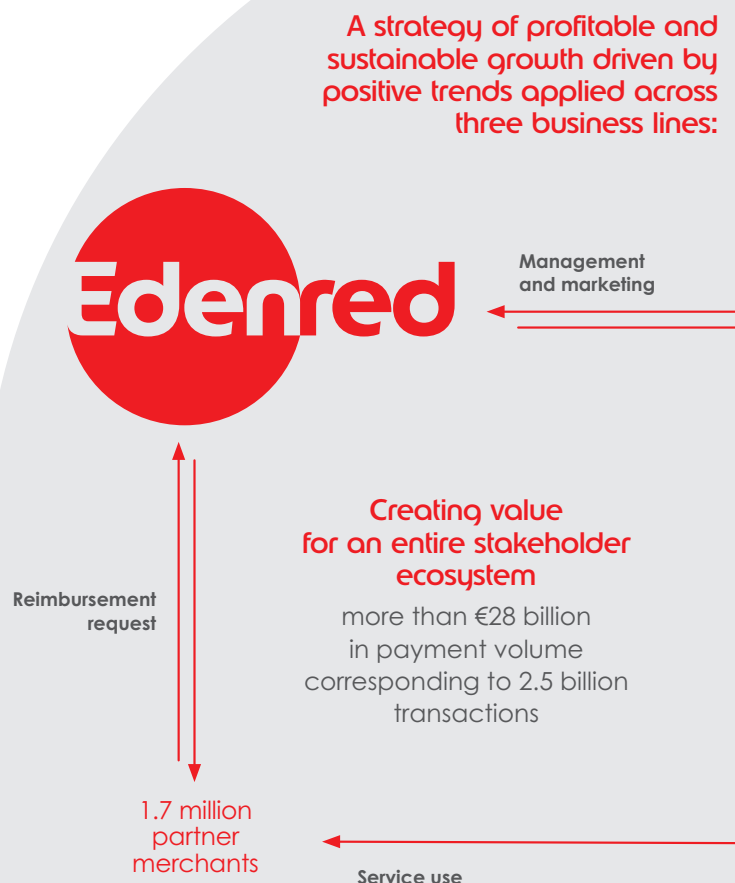 A strategy of profitable and
sustainable growth driven by
positive trends applied across
three business lines:
Edenred
Management
and marketing
Creating value
for an entire stakeholder
ecosystem
more than €28 billion
in payment volume
corresponding to 2.5 billion
transactions
Reimbursement
request
1.7 million
partner
merchants
Service use